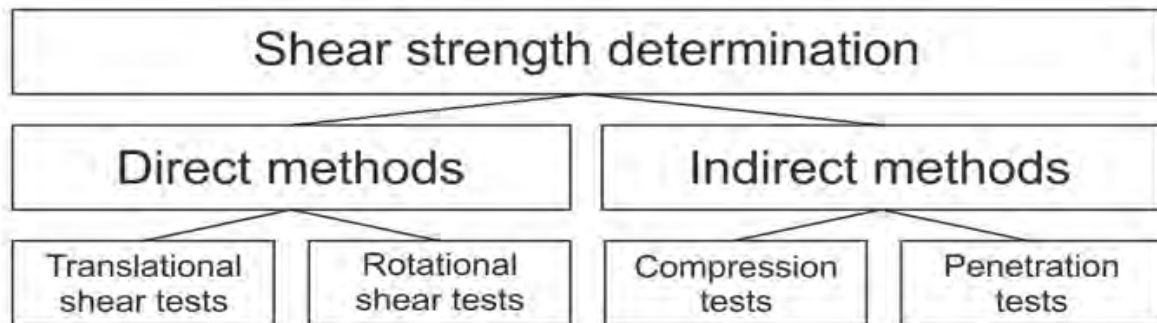 Shear strength determination
Direct methods
Indirect methods
Translational
shear tests
Rotational
shear tests
Compression
tests
Penetration
tests